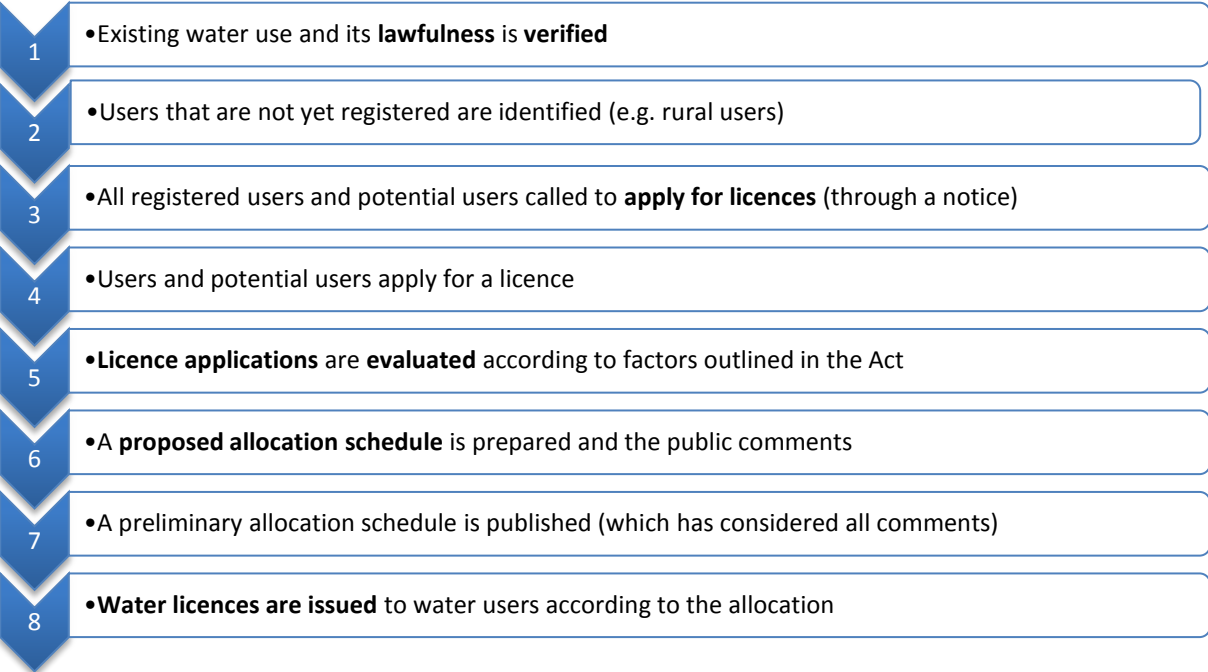 1
•Existing water use and its lawfulness is verified
2
•Users that are not yet registered are identified (e.g. rural users)
3
•All registered users and potential users called to apply for licences (through a notice)
4
•Users and potential users apply for a licence
5
•Licence applications are evaluated according to factors outlined in the Act
6
•A proposed allocation schedule is prepared and the public comments
7
•A preliminary allocation schedule is published (which has considered all comments)
8
•Water licences are issued to water users according to the allocation